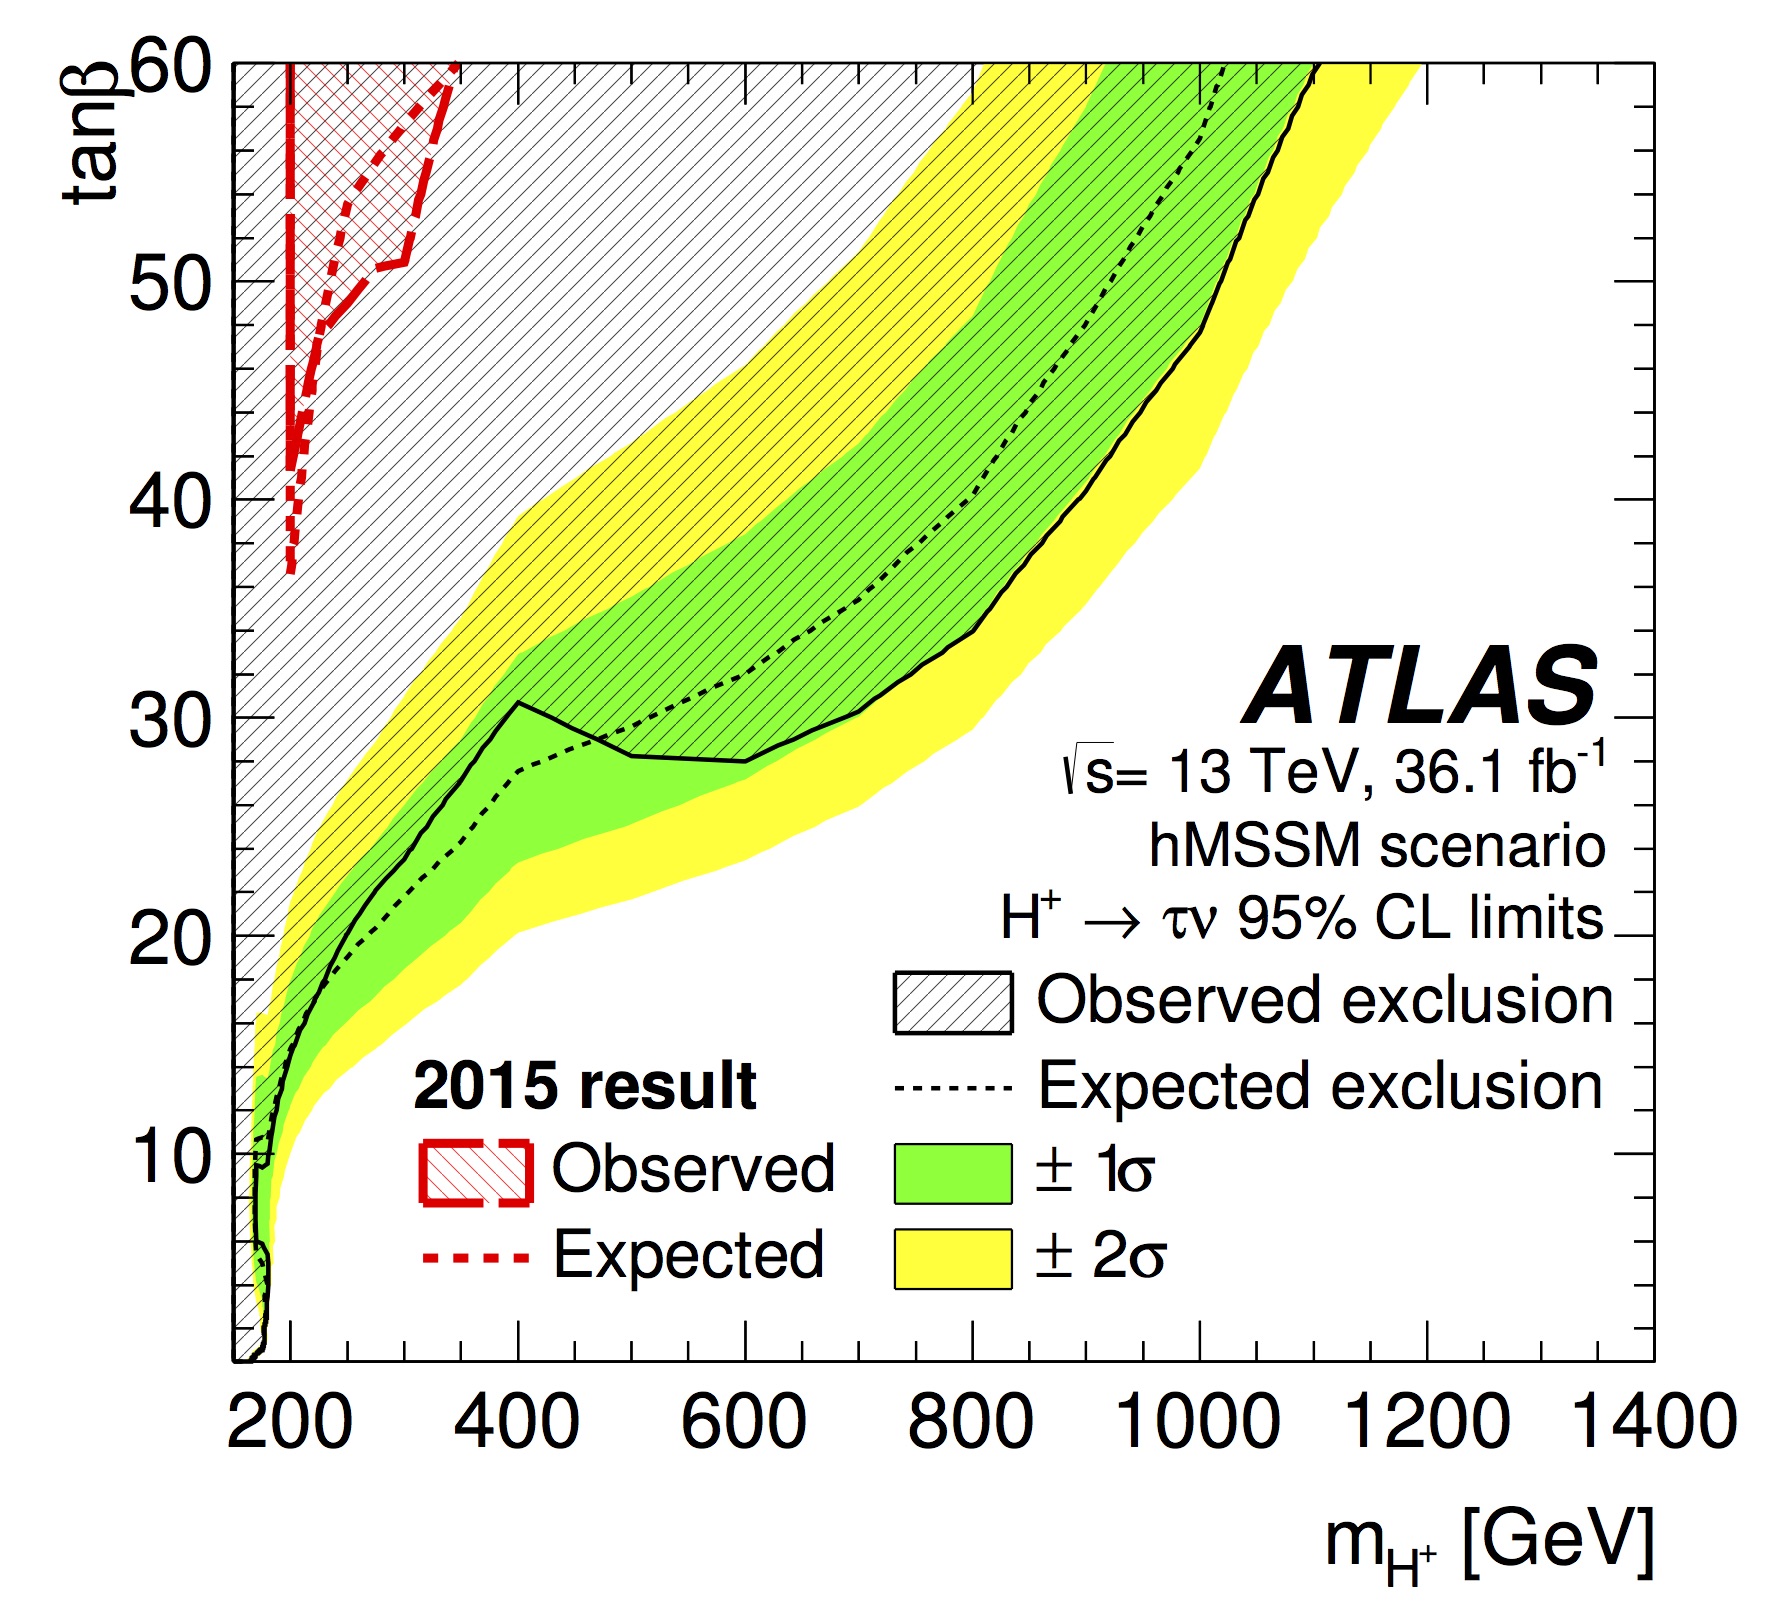 tanβ
60
50
40
30
20
10
ATLAS
√s= 13 TeV, 36.1 fb⁻¹
hMSSM scenario
H⁺ → τν 95% CL limits
Observed exclusion
Expected exclusion
± 1σ
± 2σ
2015 result
Observed
Expected
200 400 600 800 1000 1200 1400
m_H⁺ [GeV]